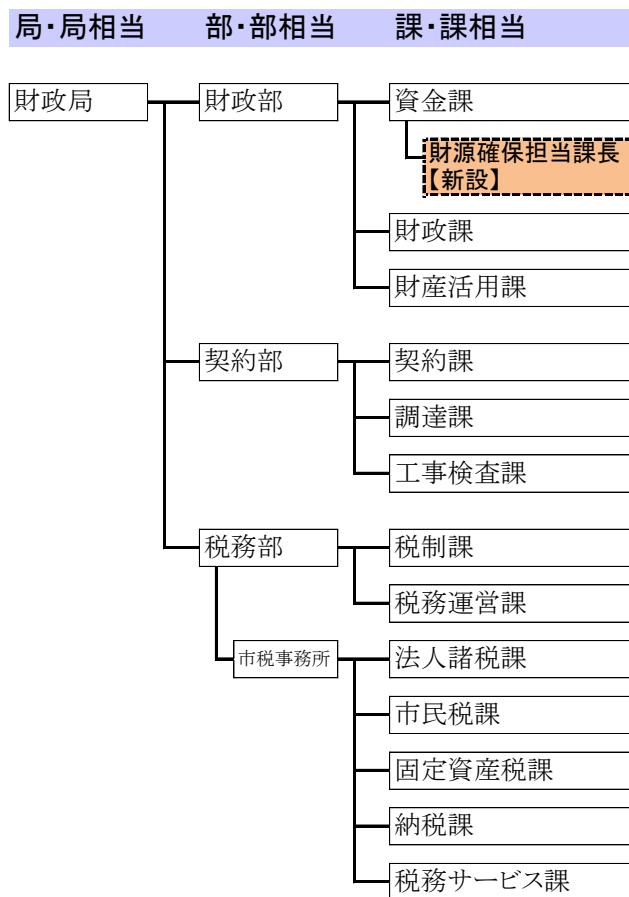 局・局相当 部・部相当 課・課相当
財政局 財政部 資金課
財源確保担当課長
【新設】
財政課
財産活用課
契約部 契約課
調達課
工事検査課
税務部 税制課
税務運営課
市税事務所 法人諸税課
市民税課
固定資産税課
納税課
税務サービス課